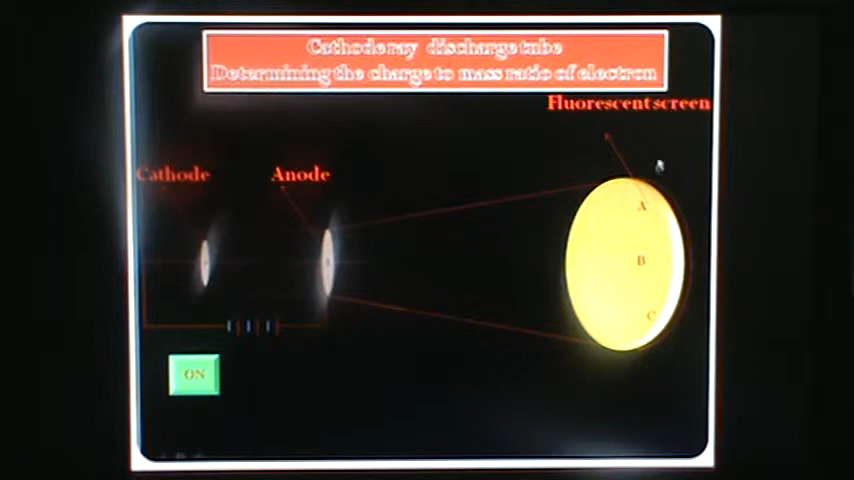 Cathode ray discharge tube
Determining the charge to mass ratio of electron
Fluorescent screen
Cathode
Anode
A
B
C
ON